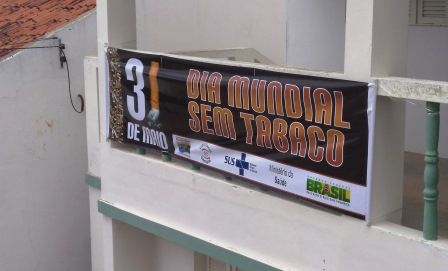 31
DE MAIO
DIA MUNDIAL
SEM TABACO
SUS
Ministério da
Saúde
BRASIL